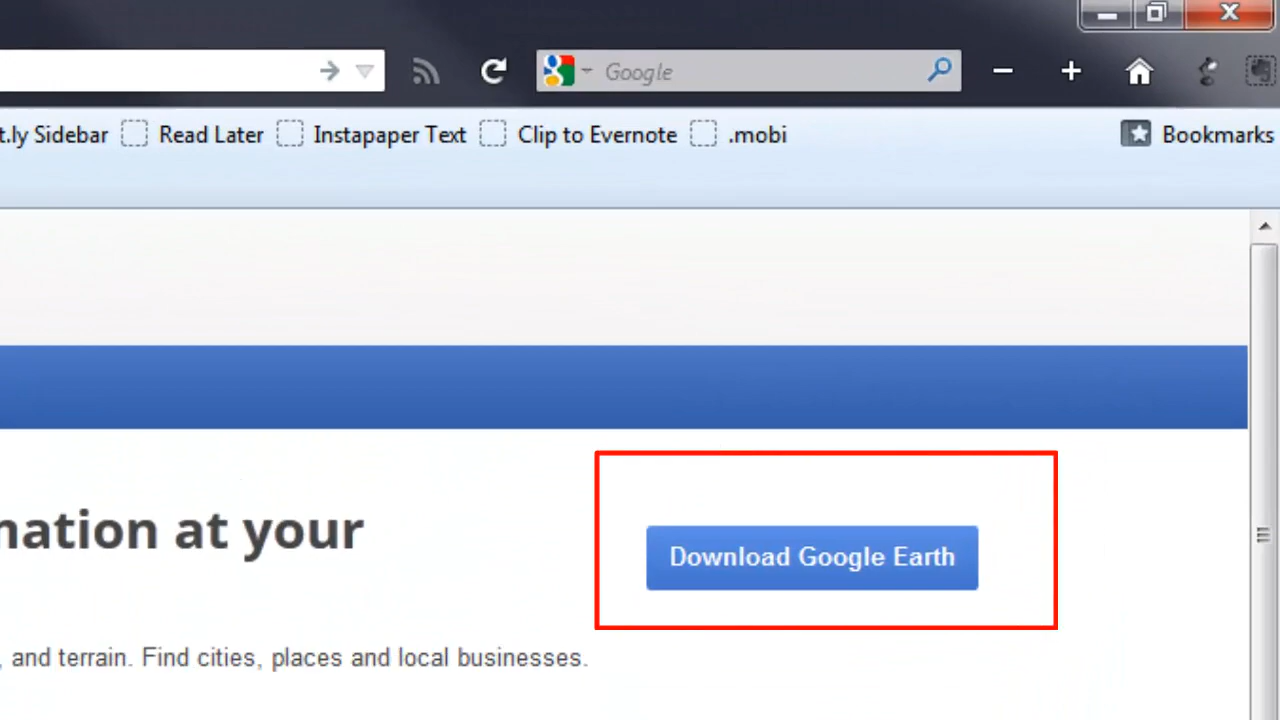 Google
t.ly Sidebar Read Later Instapaper Text Clip to Evernote .mobi Bookmarks
mation at your
Download Google Earth
, and terrain. Find cities, places and local businesses.